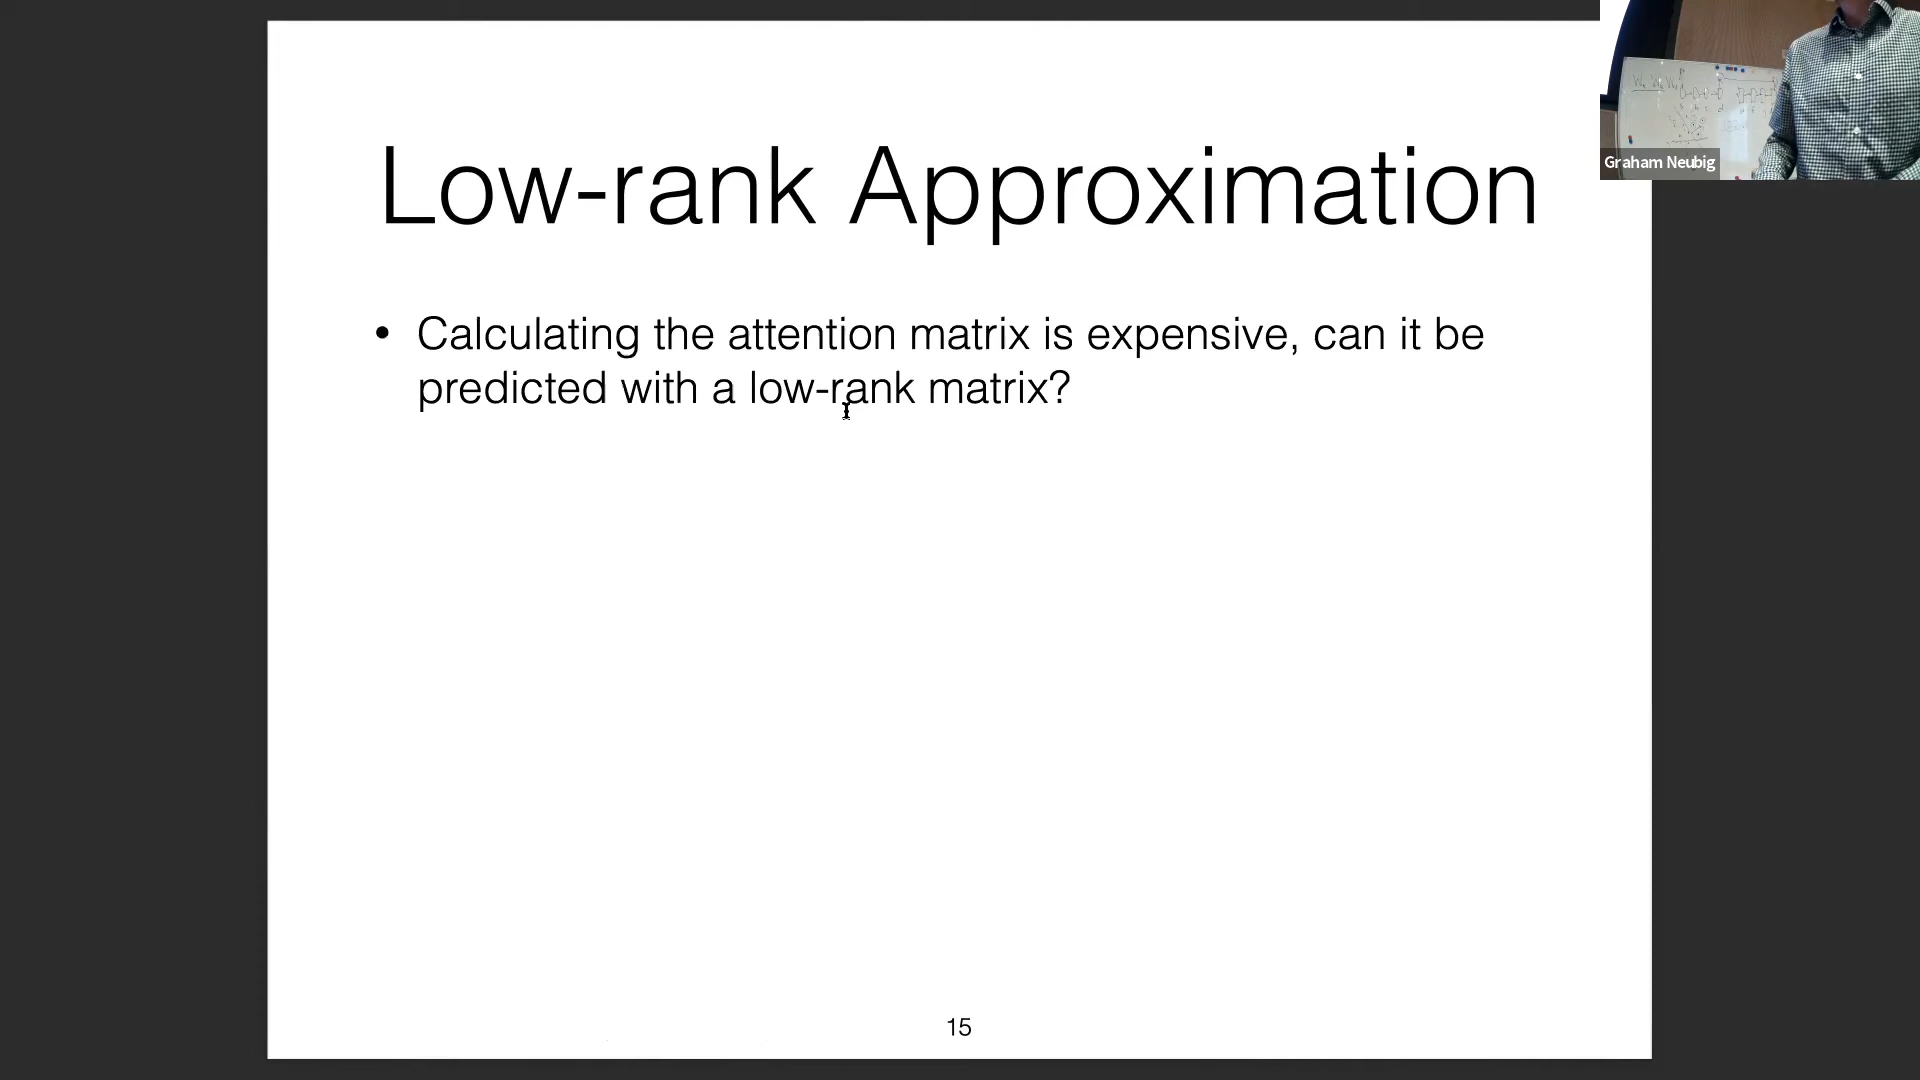 Low-rank Approximation
• Calculating the attention matrix is expensive, can it be
predicted with a low-rank matrix?
15
Graham Neubig